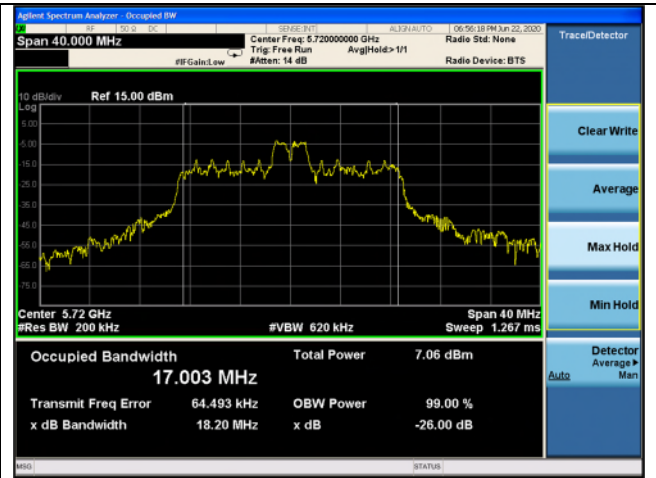 Agilent Spectrum Analyzer - Occupied BW
RF 50 Ω DC SENSE:INT ALIGN AUTO 06:56:18 PM Jun 22, 2020
Span 40.000 MHz
Center Freq: 5.720000000 GHz Radio Std: None
Trig: Free Run Avg|Hold:>1/1
#IFGain:Low #Atten: 14 dB Radio Device: BTS
Trace/Detector
10 dB/div Ref 15.00 dBm
Log
5.00
-5.00
-15.0
-25.0
-35.0
-45.0
-55.0
-65.0
-75.0
Center 5.72 GHz Span 40 MHz
#Res BW 200 kHz #VBW 620 kHz Sweep 1.267 ms
Occupied Bandwidth Total Power 7.06 dBm
17.003 MHz
Transmit Freq Error 64.493 kHz OBW Power 99.00 %
x dB Bandwidth 18.20 MHz x dB -26.00 dB
Clear Write
Average
Max Hold
Min Hold
Detector
Average▶
Auto Man
MSG STATUS